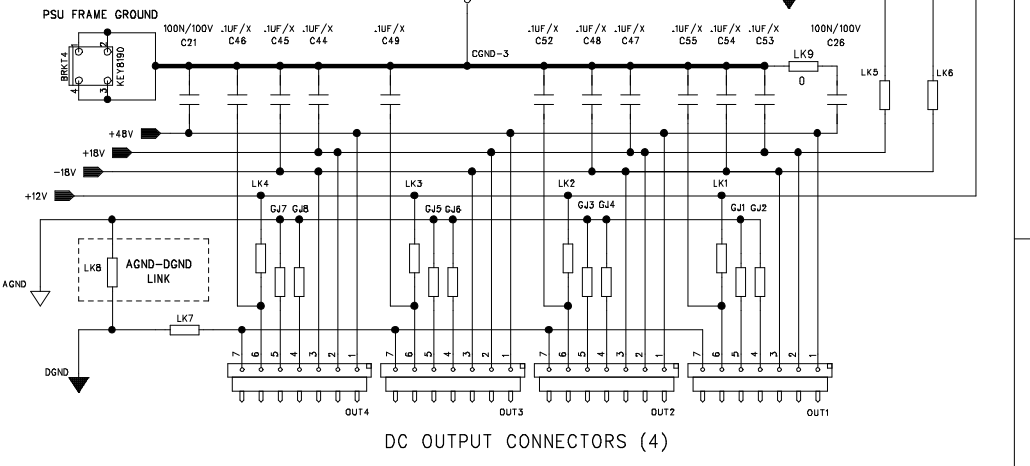 PSU FRAME GROUND
100N/100V .1UF/X .1UF/X .1UF/X .1UF/X .1UF/X .1UF/X .1UF/X .1UF/X .1UF/X .1UF/X 100N/100V
C21 C46 C45 C44 C49 C52 C48 C47 C55 C54 C53 C26
BRKT4
1 2
4 3
KEY8190
CGND-3
LK9
0
LK5 LK6
+48V
+18V
-18V
+12V
LK4 LK3 LK2 LK1
GJ7 GJ8 GJ5 GJ6 GJ3 GJ4 GJ1 GJ2
LK8
AGND-DGND
LINK
AGND
LK7
DGND
7 6 5 4 3 2 1 7 6 5 4 3 2 1 7 6 5 4 3 2 1 7 6 5 4 3 2 1
OUT4 OUT3 OUT2 OUT1
DC OUTPUT CONNECTORS (4)